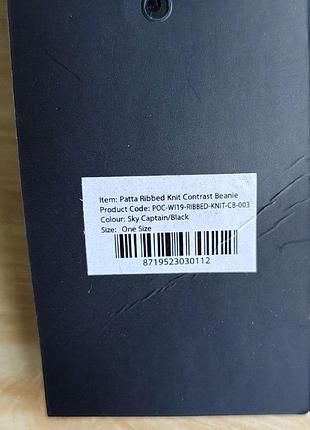 Item: Patta Ribbed Knit Contrast Beanie
Product Code: POC-WI19-RIBBED-KNIT-CB-003
Colour: Sky Captain/Black
Size: One Size
8719523030112